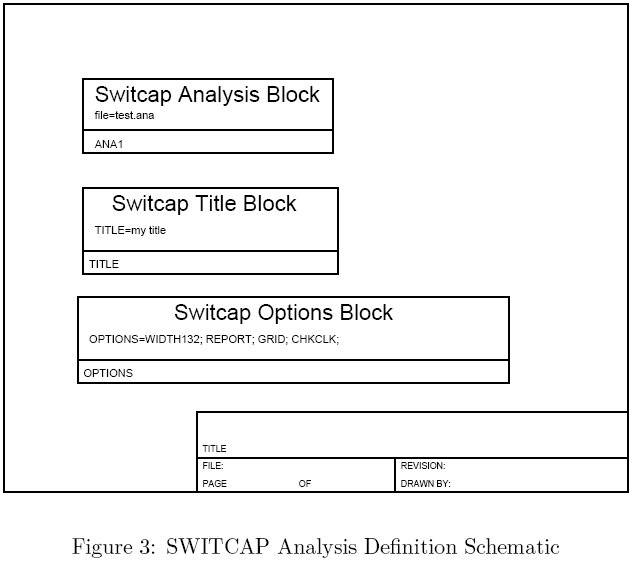 Switcap Analysis Block
file=test.ana
ANA1
Switcap Title Block
TITLE=my title
TITLE
Switcap Options Block
OPTIONS=WIDTH132; REPORT; GRID; CHKCLK;
OPTIONS
TITLE
FILE: REVISION:
PAGE OF DRAWN BY:
Figure 3: SWITCAP Analysis Definition Schematic